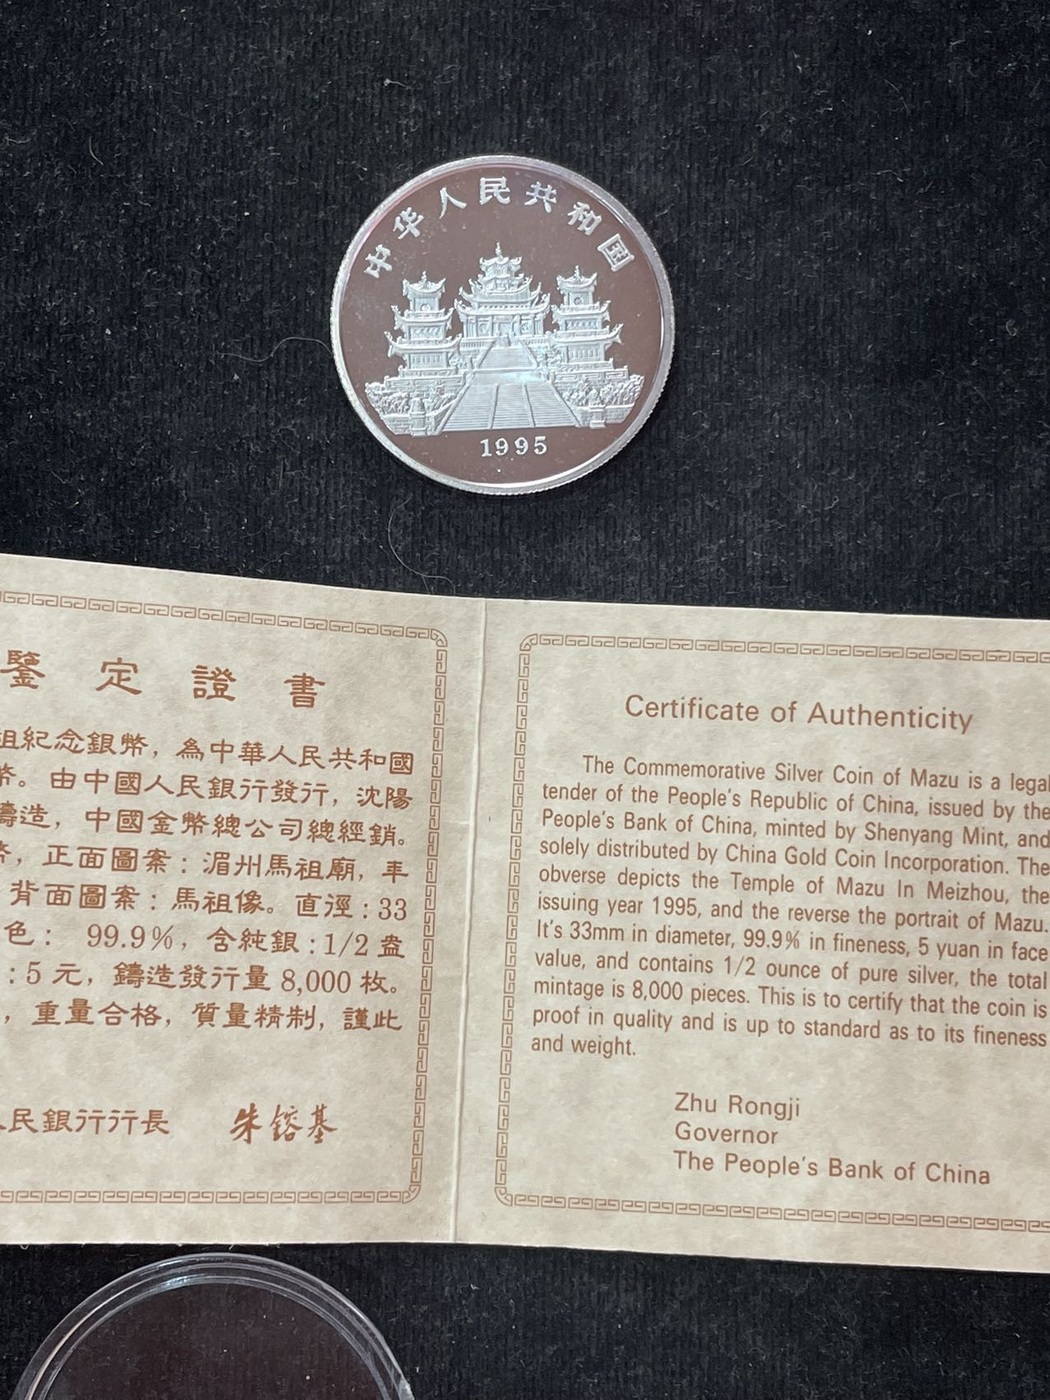 中华人民共和国
1995
鑒定證書
祖紀念銀幣，為中華人民共和國
幣。由中國人民銀行發行，沈陽
鑄造，中國金幣總公司總經銷。
幣，正面圖案：湄州馬祖廟，年
背面圖案：馬祖像。直徑：33
色： 99.9%，含純銀：1/2 盎
：5 元，鑄造發行量 8,000 枚。
，重量合格，質量精制，謹此
人民銀行行長 朱鎔基
Certificate of Authenticity
The Commemorative Silver Coin of Mazu is a legal
tender of the People's Republic of China, issued by the
People's Bank of China, minted by Shenyang Mint, and
solely distributed by China Gold Coin Incorporation. The
obverse depicts the Temple of Mazu In Meizhou, the
issuing year 1995, and the reverse the portrait of Mazu.
It's 33mm in diameter, 99.9% in fineness, 5 yuan in face
value, and contains 1/2 ounce of pure silver, the total
mintage is 8,000 pieces. This is to certify that the coin is
proof in quality and is up to standard as to its fineness
and weight.
Zhu Rongji
Governor
The People's Bank of China